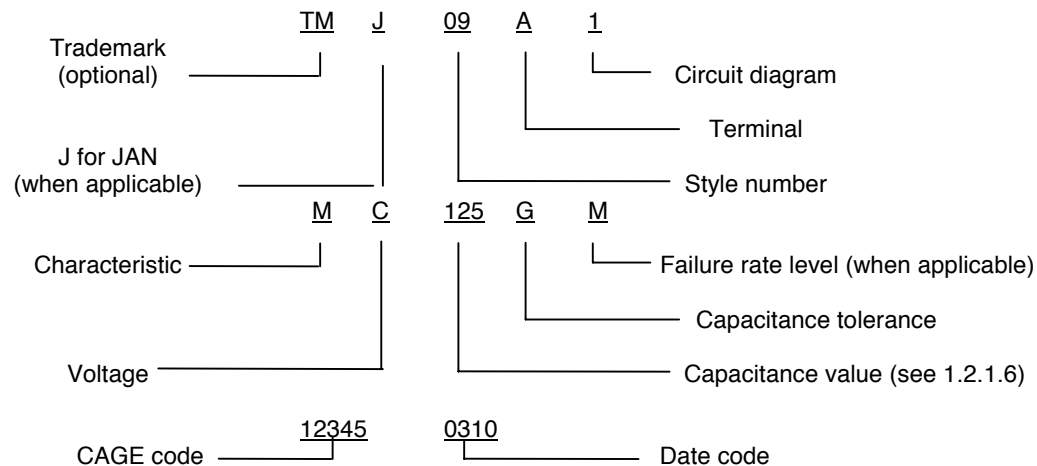 TM J 09 A 1
Trademark
(optional)
Circuit diagram
Terminal
J for JAN
(when applicable)
Style number
M C 125 G M
Characteristic
Failure rate level (when applicable)
Capacitance tolerance
Voltage
Capacitance value (see 1.2.1.6)
12345 0310
CAGE code
Date code